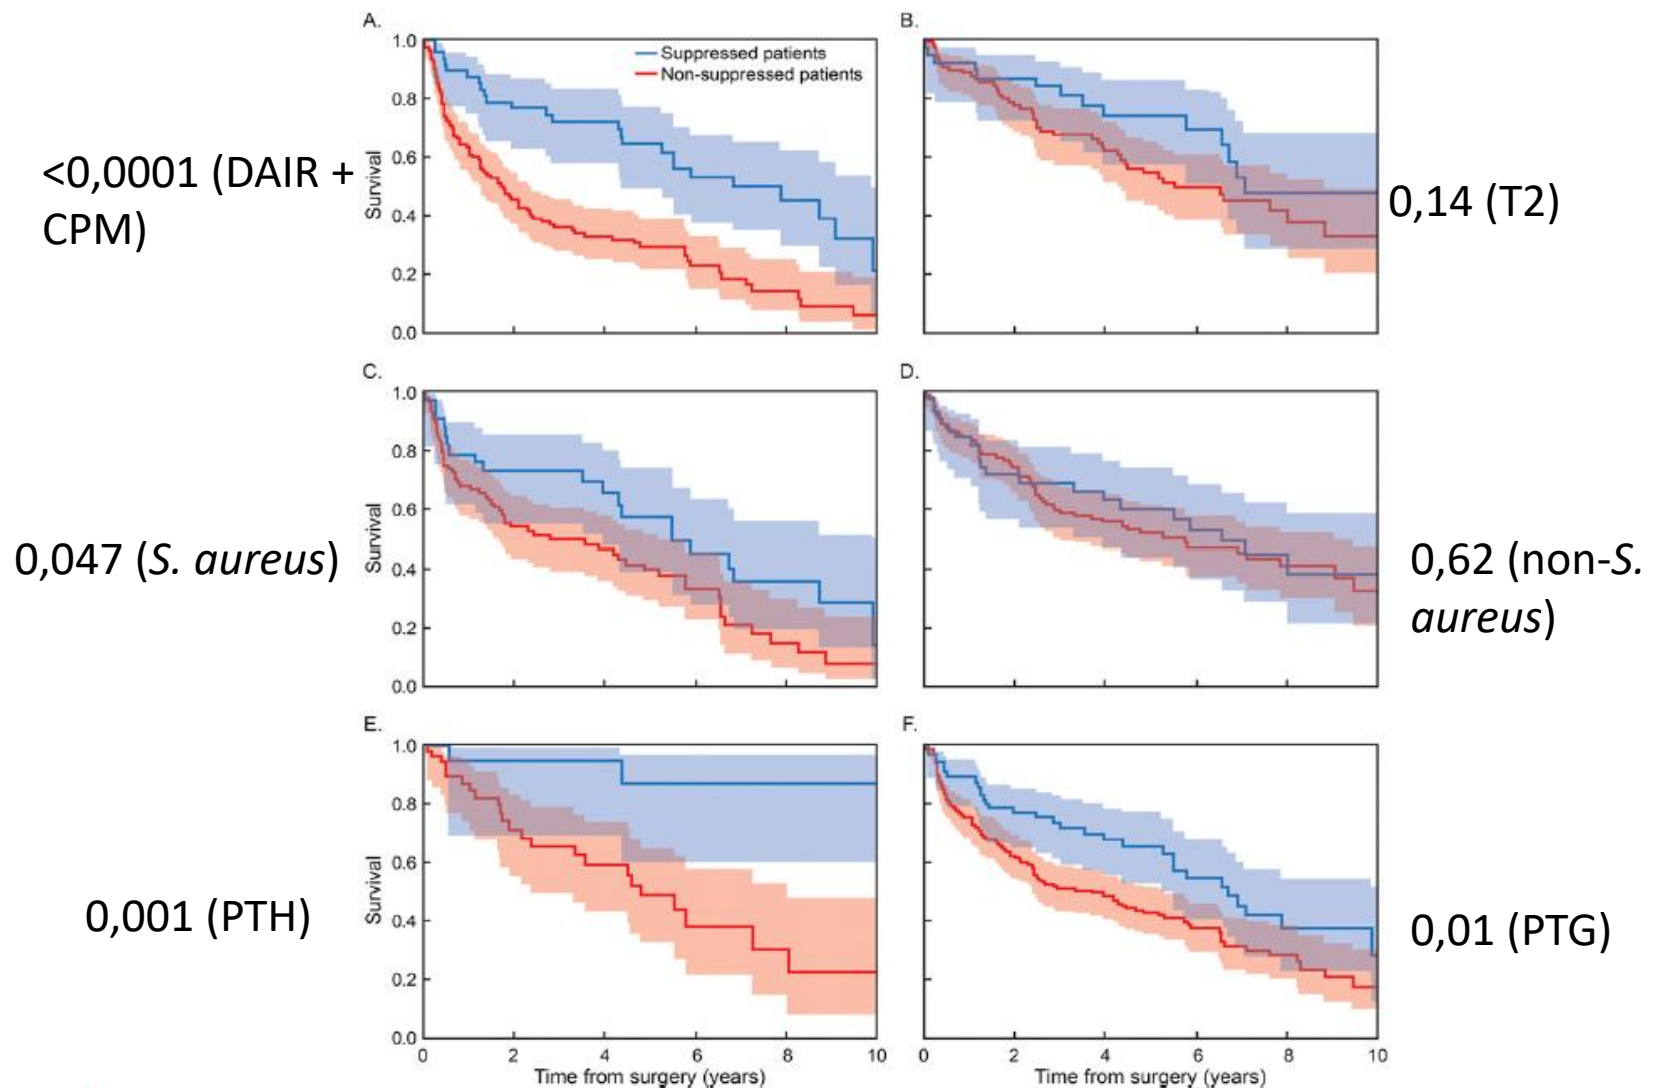 A.
1.0
0.8
0.6
0.4
0.2
0.0
Survival
Suppressed patients
Non-suppressed patients
<0,0001 (DAIR +
CPM)
B.
0,14 (T2)
C.
1.0
0.8
0.6
0.4
0.2
0.0
Survival
0,047 (S. aureus)
D.
0,62 (non-S.
aureus)
E.
1.0
0.8
0.6
0.4
0.2
0.0
Survival
0 2 4 6 8 10
Time from surgery (years)
0,001 (PTH)
F.
0 2 4 6 8 10
Time from surgery (years)
0,01 (PTG)